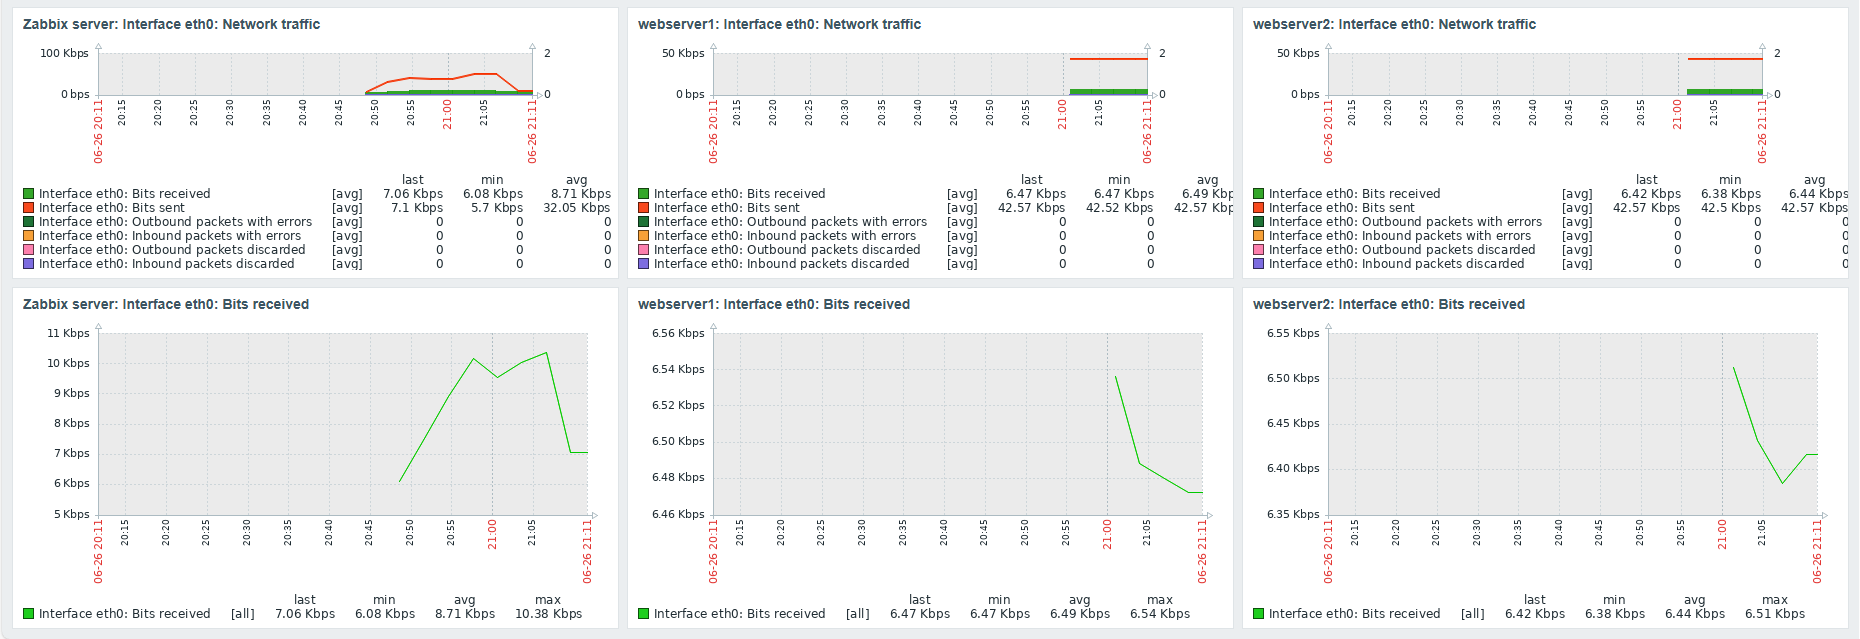 Zabbix server: Interface eth0: Network traffic
100 Kbps
0 bps
2
0
06-26 20:11
20:15
20:20
20:25
20:30
20:35
20:40
20:45
20:50
20:55
21:00
21:05
06-26 21:11
last min avg
Interface eth0: Bits received [avg] 7.06 Kbps 6.08 Kbps 8.71 Kbps
Interface eth0: Bits sent [avg] 7.1 Kbps 5.7 Kbps 32.05 Kbps
Interface eth0: Outbound packets with errors [avg] 0 0 0
Interface eth0: Inbound packets with errors [avg] 0 0 0
Interface eth0: Outbound packets discarded [avg] 0 0 0
Interface eth0: Inbound packets discarded [avg] 0 0 0
webserver1: Interface eth0: Network traffic
50 Kbps
0 bps
2
0
06-26 20:11
20:15
20:20
20:25
20:30
20:35
20:40
20:45
20:50
20:55
21:00
21:05
06-26 21:11
last min avg
Interface eth0: Bits received [avg] 6.47 Kbps 6.47 Kbps 6.49 Kbp
Interface eth0: Bits sent [avg] 42.57 Kbps 42.52 Kbps 42.57 Kbp
Interface eth0: Outbound packets with errors [avg] 0 0
Interface eth0: Inbound packets with errors [avg] 0 0
Interface eth0: Outbound packets discarded [avg] 0 0
Interface eth0: Inbound packets discarded [avg] 0 0
webserver2: Interface eth0: Network traffic
50 Kbps
0 bps
2
0
06-26 20:11
20:15
20:20
20:25
20:30
20:35
20:40
20:45
20:50
20:55
21:00
21:05
06-26 21:11
last min avg
Interface eth0: Bits received [avg] 6.42 Kbps 6.38 Kbps 6.44 Kbps
Interface eth0: Bits sent [avg] 42.57 Kbps 42.5 Kbps 42.57 Kbps
Interface eth0: Outbound packets with errors [avg] 0 0 0
Interface eth0: Inbound packets with errors [avg] 0 0 0
Interface eth0: Outbound packets discarded [avg] 0 0 0
Interface eth0: Inbound packets discarded [avg] 0 0 0
Zabbix server: Interface eth0: Bits received
11 Kbps
10 Kbps
9 Kbps
8 Kbps
7 Kbps
6 Kbps
5 Kbps
06-26 20:11
20:15
20:20
20:25
20:30
20:35
20:40
20:45
20:50
20:55
21:00
21:05
06-26 21:11
last min avg max
Interface eth0: Bits received [all] 7.06 Kbps 6.08 Kbps 8.71 Kbps 10.38 Kbps
webserver1: Interface eth0: Bits received
6.56 Kbps
6.54 Kbps
6.52 Kbps
6.50 Kbps
6.48 Kbps
6.46 Kbps
06-26 20:11
20:15
20:20
20:25
20:30
20:35
20:40
20:45
20:50
20:55
21:00
21:05
06-26 21:11
last min avg max
Interface eth0: Bits received [all] 6.47 Kbps 6.47 Kbps 6.49 Kbps 6.54 Kbps
webserver2: Interface eth0: Bits received
6.55 Kbps
6.50 Kbps
6.45 Kbps
6.40 Kbps
6.35 Kbps
06-26 20:11
20:15
20:20
20:25
20:30
20:35
20:40
20:45
20:50
20:55
21:00
21:05
06-26 21:11
last min avg max
Interface eth0: Bits received [all] 6.42 Kbps 6.38 Kbps 6.44 Kbps 6.51 Kbps